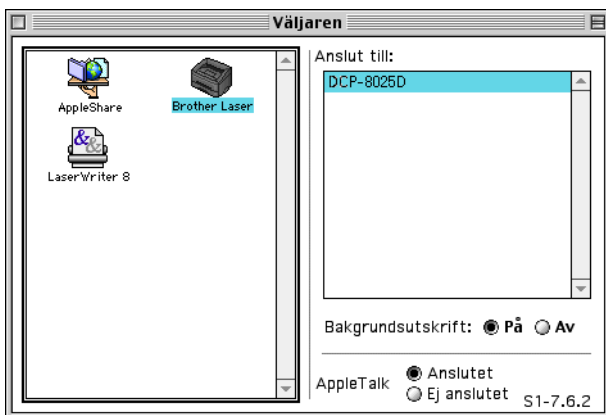 Väljaren
AppleShare
Brother Laser
LaserWriter 8
Anslut till:
DCP-8025D
Bakgrundsutskrift: På Av
AppleTalk
Anslutet
Ej anslutet
S1-7.6.2